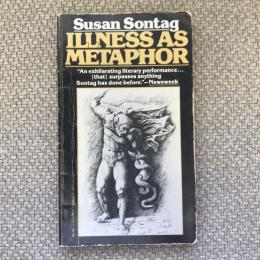 Susan Sontag
ILLNESS AS
METAPHOR
"An exhilarating literary performance...
[that] surpasses anything
Sontag has done before."—Newsweek